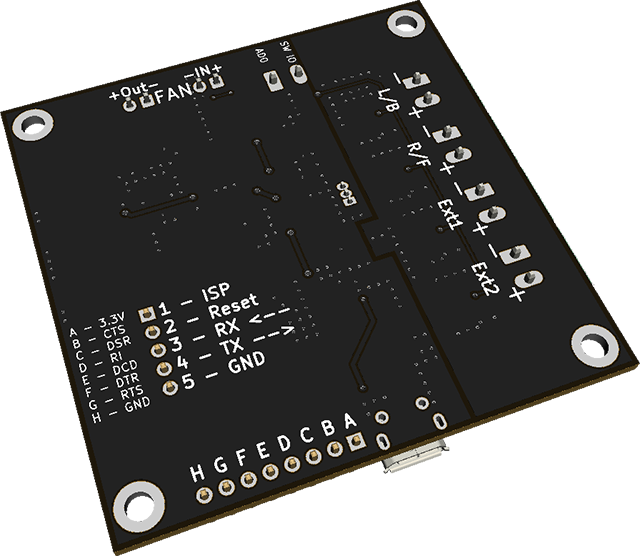 +Out-
FAN
-IN+
ADO
SW IO
- L/B +
- R/F +
- Ext1 +
- Ext2 +
1 - ISP
2 - Reset
3 - RX <--
4 - TX -->
5 - GND
A - 3.3V
B - CTS
C - DSR
D - RI
E - DCD
F - DTR
G - RTS
H - GND
H G F E D C B A